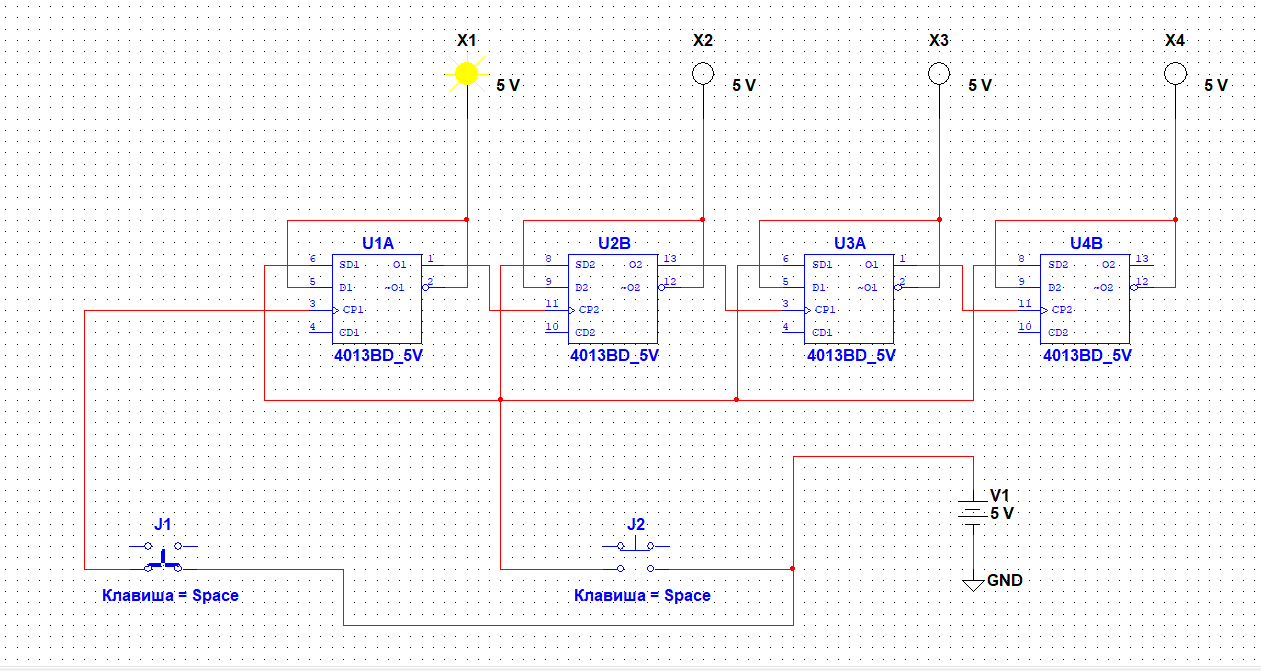 X1
X2
X3
X4
5 V
5 V
5 V
5 V
U1A
U2B
U3A
U4B
6 SD1 O1 1
8 SD2 O2 13
6 SD1 O1 1
8 SD2 O2 13
5 D1 ~O1 2
9 D2 ~O2 12
5 D1 ~O1 2
9 D2 ~O2 12
3 CP1
11 CP2
3 CP1
11 CP2
4 CD1
10 CD2
4 CD1
10 CD2
4013BD_5V
4013BD_5V
4013BD_5V
4013BD_5V
V1
5 V
J1
J2
GND
Клавиша = Space
Клавиша = Space